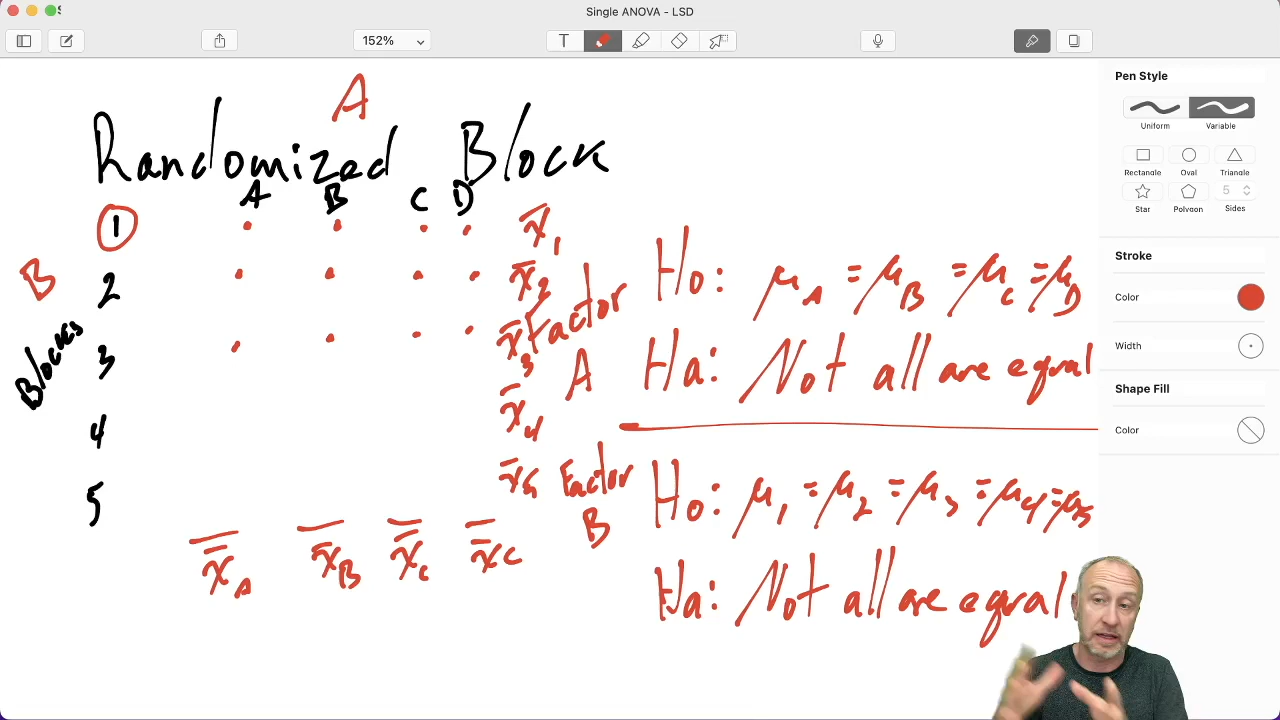 Single ANOVA - LSD
152%
T
A
Randomized Block
A B C D
1 x̄1
B 2 x̄2
Blocks 3 x̄3
4 x̄4
5 x̄5
x̄A x̄B x̄C x̄C
Factor A
Ho: μA = μB = μC = μD
Ha: Not all are equal
Factor B
Ho: μ1 = μ2 = μ3 = μ4 = μ5
Ha: Not all are equal
Pen Style
Uniform Variable
Rectangle Oval Triangle
5
Star Polygon Sides
Stroke
Color
Width
Shape Fill
Color